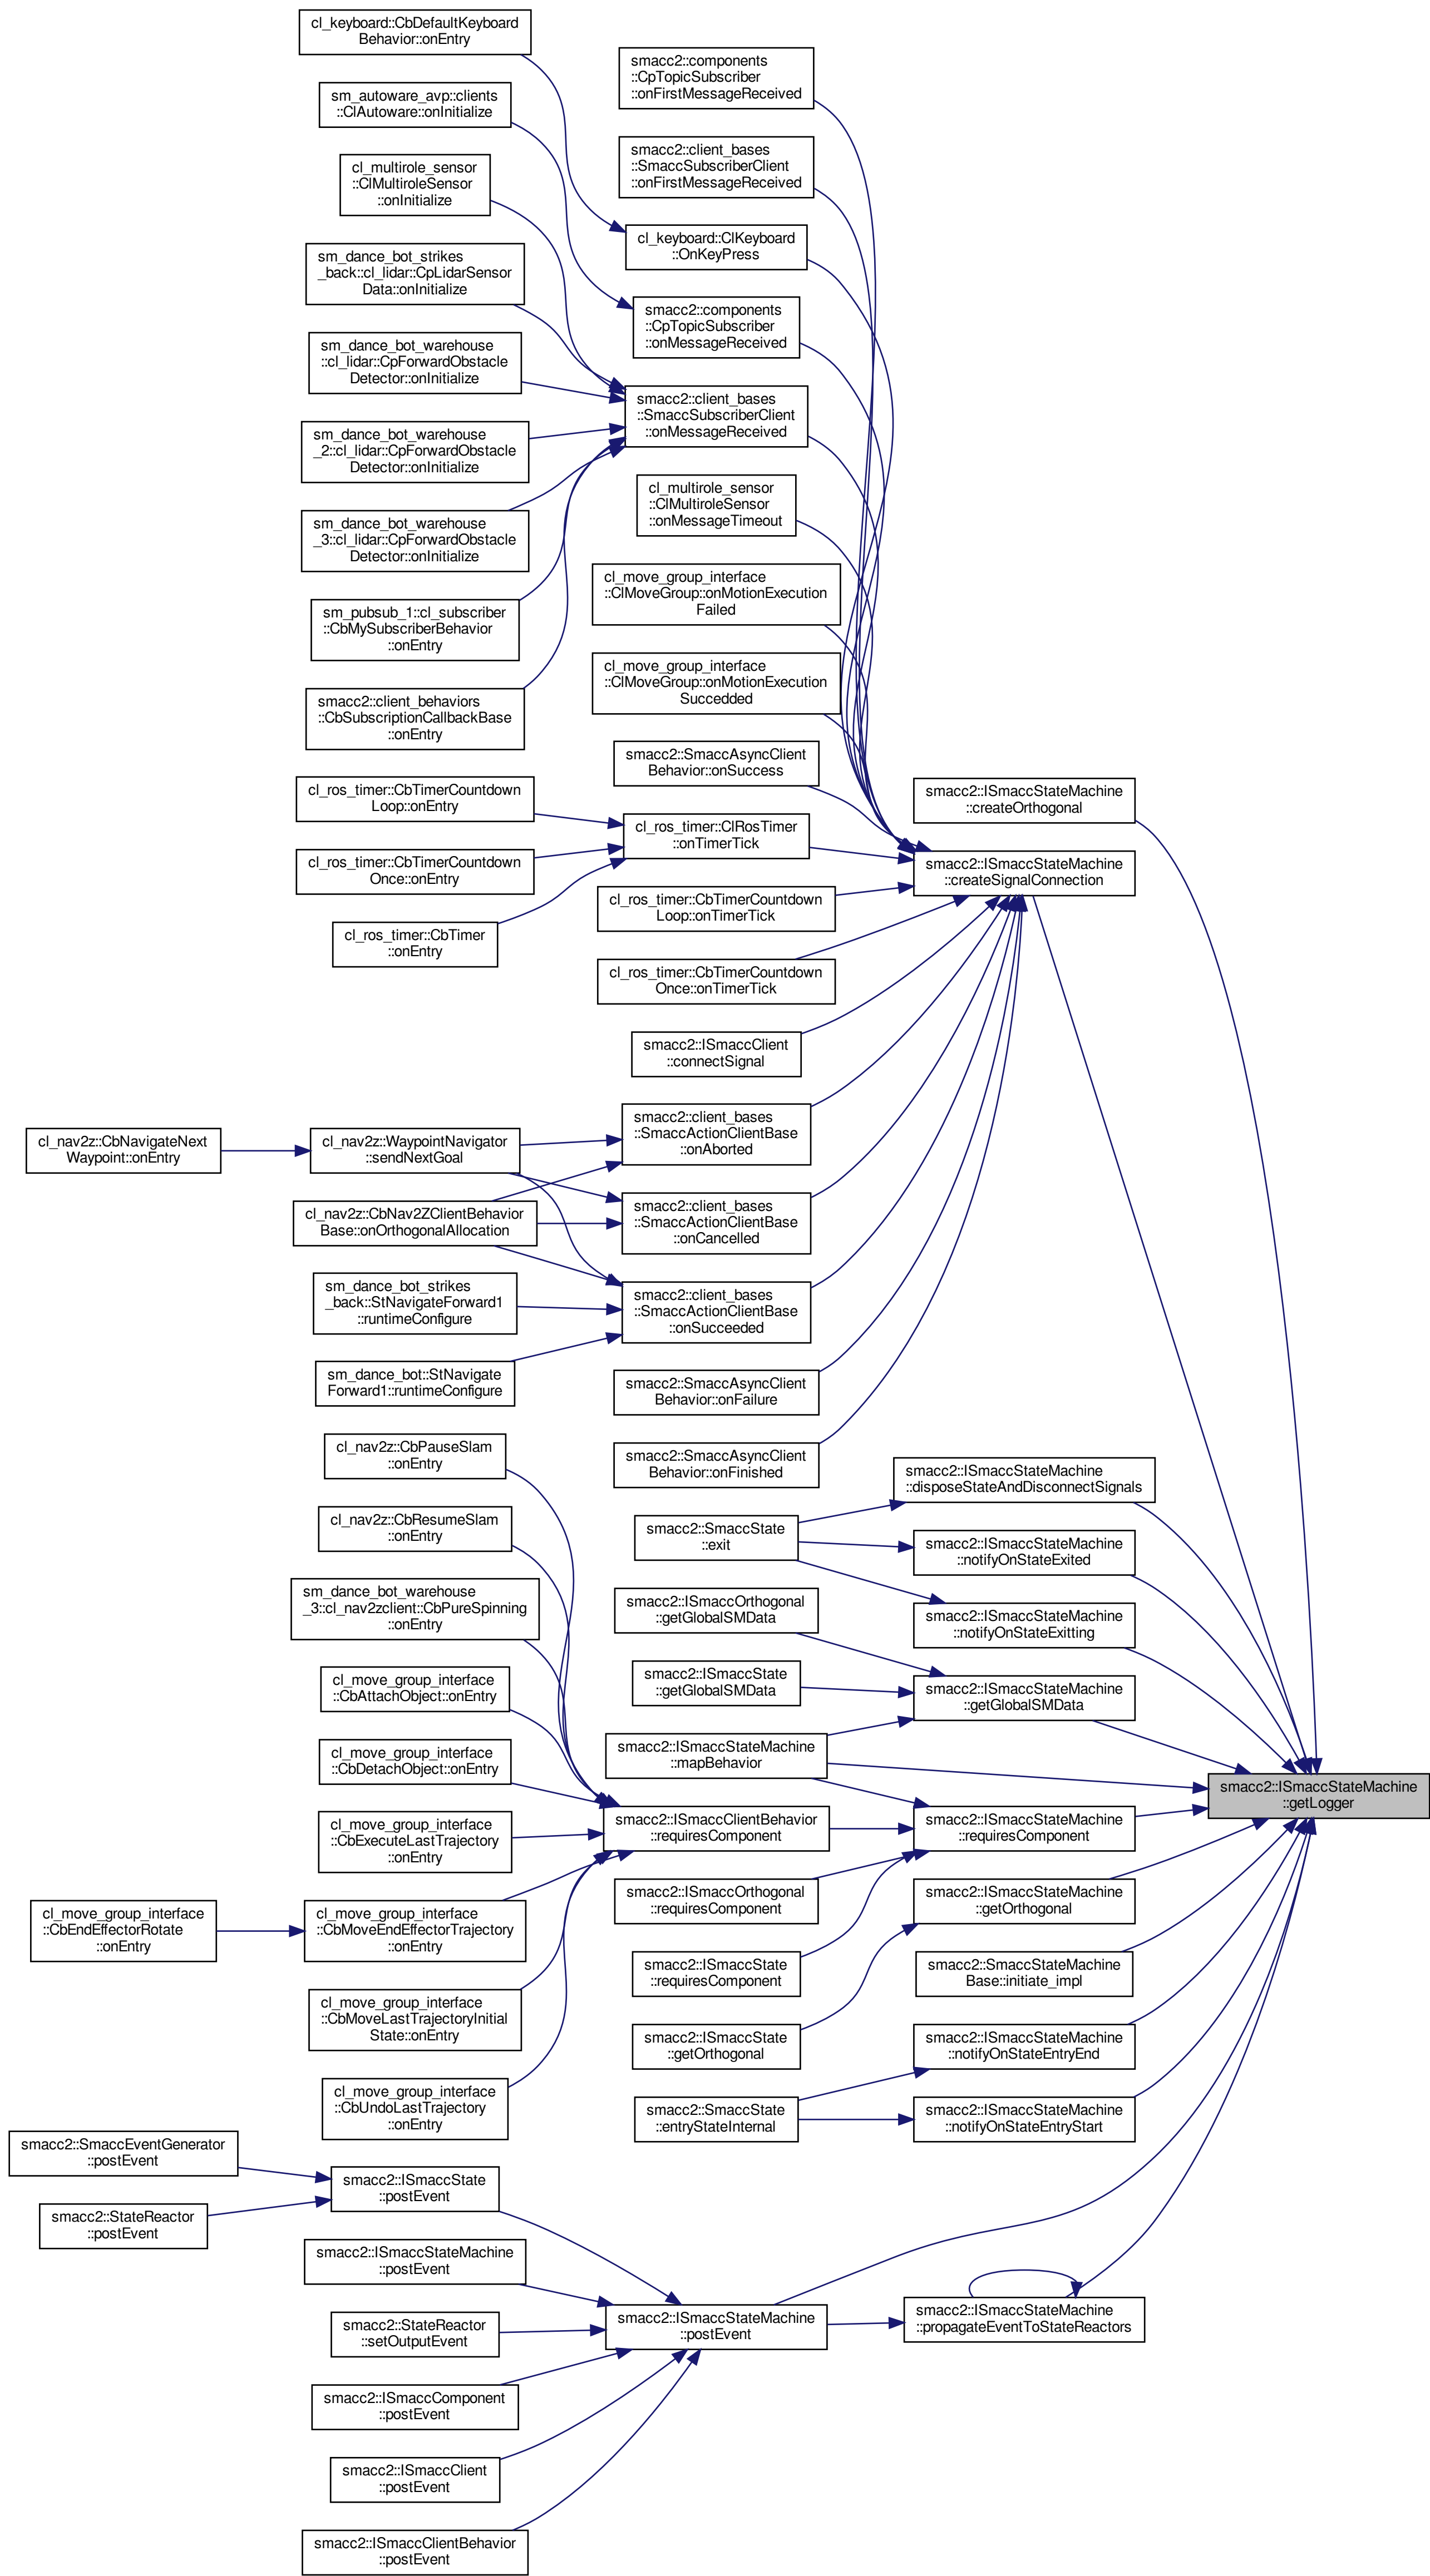 cl_keyboard::CbDefaultKeyboard
Behavior::onEntry
sm_autoware_avp::clients
::ClAutoware::onInitialize
cl_multirole_sensor
::ClMultiroleSensor
::onInitialize
sm_dance_bot_strikes
_back::cl_lidar::CpLidarSensor
Data::onInitialize
sm_dance_bot_warehouse
::cl_lidar::CpForwardObstacle
Detector::onInitialize
sm_dance_bot_warehouse
_2::cl_lidar::CpForwardObstacle
Detector::onInitialize
sm_dance_bot_warehouse
_3::cl_lidar::CpForwardObstacle
Detector::onInitialize
sm_pubsub_1::cl_subscriber
::CbMySubscriberBehavior
::onEntry
smacc2::client_behaviors
::CbSubscriptionCallbackBase
::onEntry
cl_ros_timer::CbTimerCountdown
Loop::onEntry
cl_ros_timer::CbTimerCountdown
Once::onEntry
cl_ros_timer::CbTimer
::onEntry
cl_nav2z::CbNavigateNext
Waypoint::onEntry
cl_nav2z::WaypointNavigator
::sendNextGoal
cl_nav2z::CbNav2ZClientBehavior
Base::onOrthogonalAllocation
sm_dance_bot_strikes
_back::StNavigateForward1
::runtimeConfigure
sm_dance_bot::StNavigate
Forward1::runtimeConfigure
cl_nav2z::CbPauseSlam
::onEntry
cl_nav2z::CbResumeSlam
::onEntry
sm_dance_bot_warehouse
_3::cl_nav2zclient::CbPureSpinning
::onEntry
cl_move_group_interface
::CbAttachObject::onEntry
cl_move_group_interface
::CbDetachObject::onEntry
cl_move_group_interface
::CbExecuteLastTrajectory
::onEntry
cl_move_group_interface
::CbEndEffectorRotate
::onEntry
cl_move_group_interface
::CbMoveEndEffectorTrajectory
::onEntry
cl_move_group_interface
::CbMoveLastTrajectoryInitial
State::onEntry
cl_move_group_interface
::CbUndoLastTrajectory
::onEntry
smacc2::SmaccEventGenerator
::postEvent
smacc2::StateReactor
::postEvent
smacc2::ISmaccState
::postEvent
smacc2::ISmaccStateMachine
::postEvent
smacc2::StateReactor
::setOutputEvent
smacc2::ISmaccComponent
::postEvent
smacc2::ISmaccClient
::postEvent
smacc2::ISmaccClientBehavior
::postEvent
smacc2::components
::CpTopicSubscriber
::onFirstMessageReceived
smacc2::client_bases
::SmaccSubscriberClient
::onFirstMessageReceived
cl_keyboard::ClKeyboard
::OnKeyPress
smacc2::components
::CpTopicSubscriber
::onMessageReceived
smacc2::client_bases
::SmaccSubscriberClient
::onMessageReceived
cl_multirole_sensor
::ClMultiroleSensor
::onMessageTimeout
cl_move_group_interface
::ClMoveGroup::onMotionExecution
Failed
cl_move_group_interface
::ClMoveGroup::onMotionExecution
Succedded
smacc2::SmaccAsyncClient
Behavior::onSuccess
cl_ros_timer::ClRosTimer
::onTimerTick
cl_ros_timer::CbTimerCountdown
Loop::onTimerTick
cl_ros_timer::CbTimerCountdown
Once::onTimerTick
smacc2::ISmaccClient
::connectSignal
smacc2::client_bases
::SmaccActionClientBase
::onAborted
smacc2::client_bases
::SmaccActionClientBase
::onCancelled
smacc2::client_bases
::SmaccActionClientBase
::onSucceeded
smacc2::SmaccAsyncClient
Behavior::onFailure
smacc2::SmaccAsyncClient
Behavior::onFinished
smacc2::SmaccState
::exit
smacc2::ISmaccOrthogonal
::getGlobalSMData
smacc2::ISmaccState
::getGlobalSMData
smacc2::ISmaccStateMachine
::mapBehavior
smacc2::ISmaccClientBehavior
::requiresComponent
smacc2::ISmaccOrthogonal
::requiresComponent
smacc2::ISmaccState
::requiresComponent
smacc2::ISmaccState
::getOrthogonal
smacc2::SmaccState
::entryStateInternal
smacc2::ISmaccStateMachine
::postEvent
smacc2::ISmaccStateMachine
::createOrthogonal
smacc2::ISmaccStateMachine
::createSignalConnection
smacc2::ISmaccStateMachine
::disposeStateAndDisconnectSignals
smacc2::ISmaccStateMachine
::notifyOnStateExited
smacc2::ISmaccStateMachine
::notifyOnStateExitting
smacc2::ISmaccStateMachine
::getGlobalSMData
smacc2::ISmaccStateMachine
::requiresComponent
smacc2::ISmaccStateMachine
::getOrthogonal
smacc2::SmaccStateMachine
Base::initiate_impl
smacc2::ISmaccStateMachine
::notifyOnStateEntryEnd
smacc2::ISmaccStateMachine
::notifyOnStateEntryStart
smacc2::ISmaccStateMachine
::propagateEventToStateReactors
smacc2::ISmaccStateMachine
::getLogger